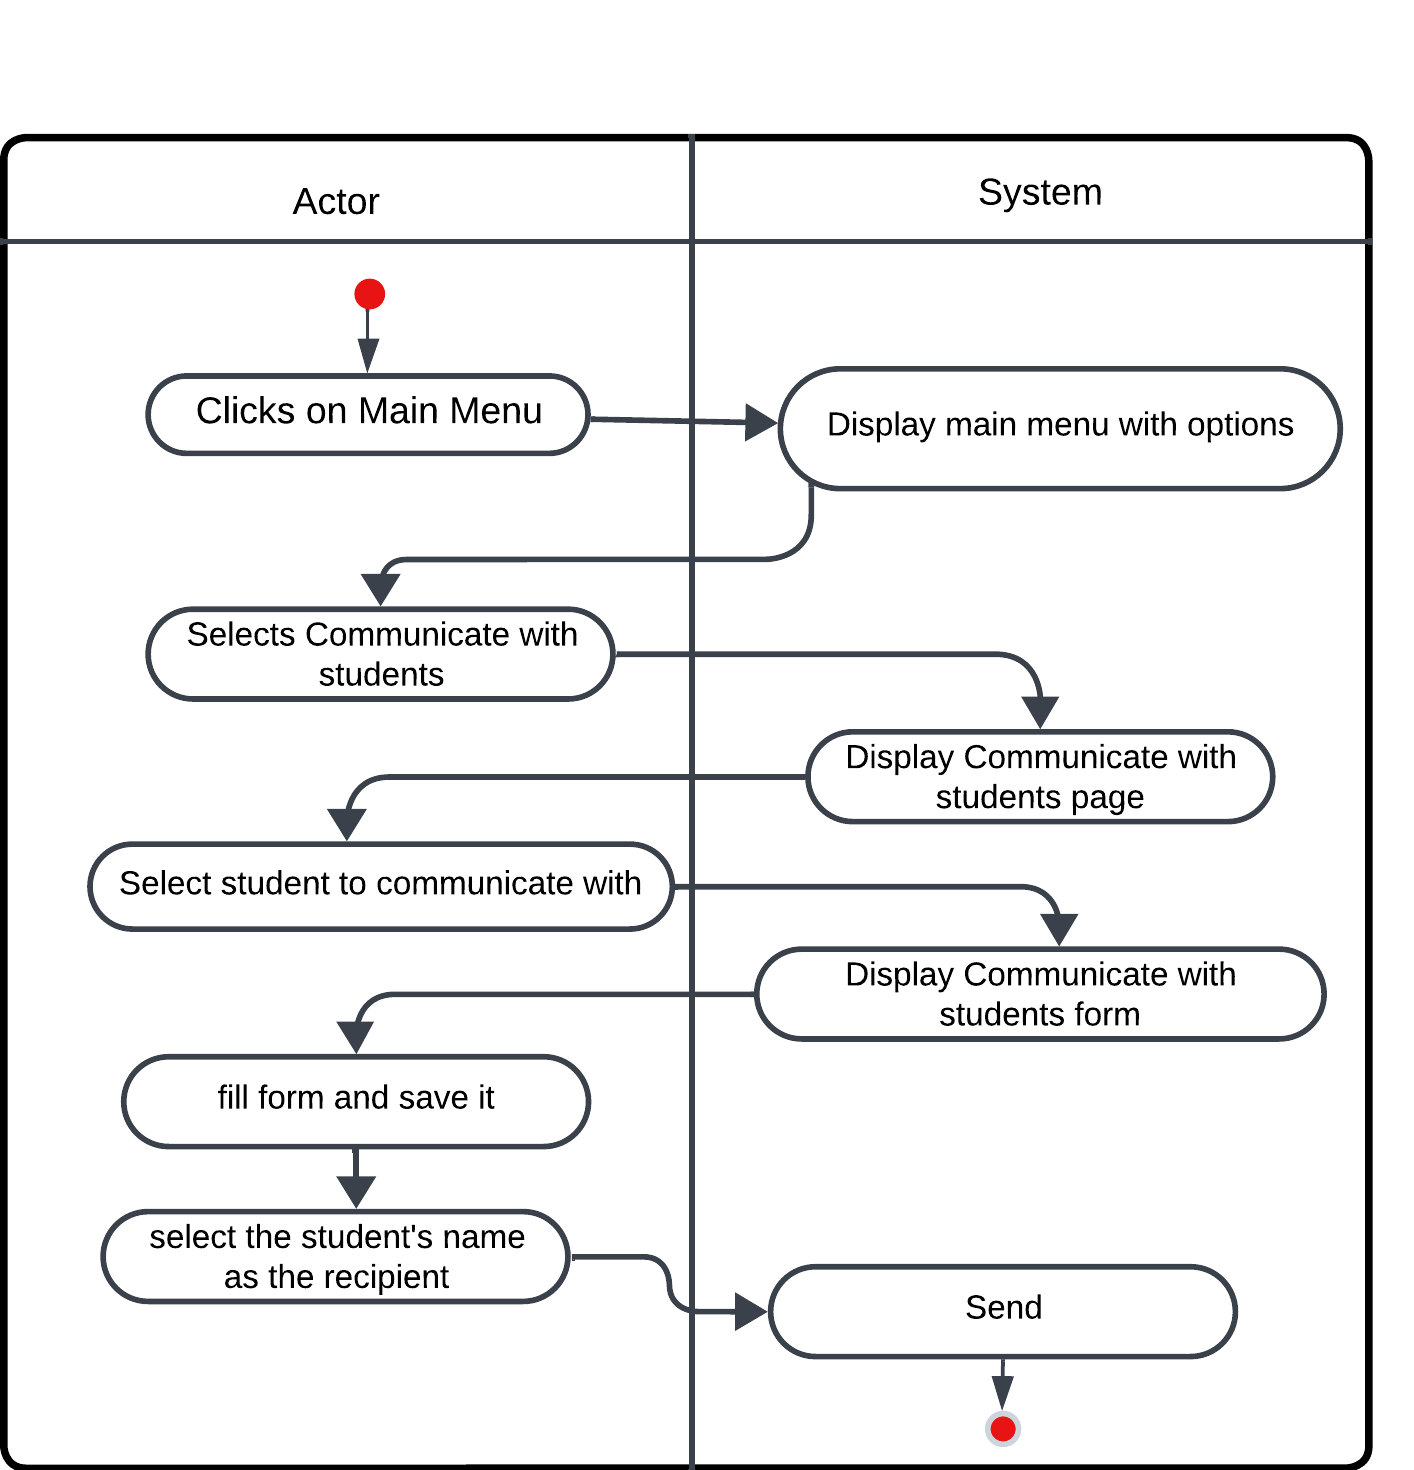 Actor
System
Clicks on Main Menu
Display main menu with options
Selects Communicate with
students
Display Communicate with
students page
Select student to communicate with
Display Communicate with
students form
fill form and save it
select the student's name
as the recipient
Send